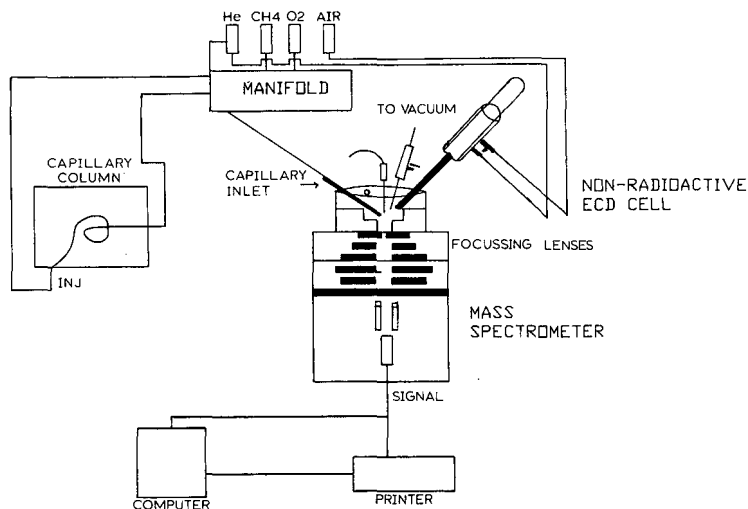 He CH4 O2 AIR
MANIFOLD
TO VACUUM
CAPILLARY
COLUMN
CAPILLARY
INLET
NON-RADIOACTIVE
ECD CELL
FOCUSSING LENSES
INJ
MASS
SPECTROMETER
SIGNAL
COMPUTER
PRINTER